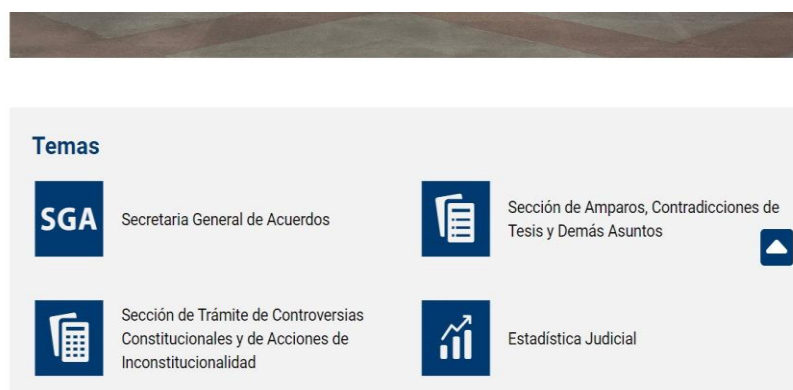 Temas
SGA
Secretaria General de Acuerdos
Sección de Amparos, Contradicciones de
Tesis y Demás Asuntos
Sección de Trámite de Controversias
Constitucionales y de Acciones de
Inconstitucionalidad
Estadística Judicial